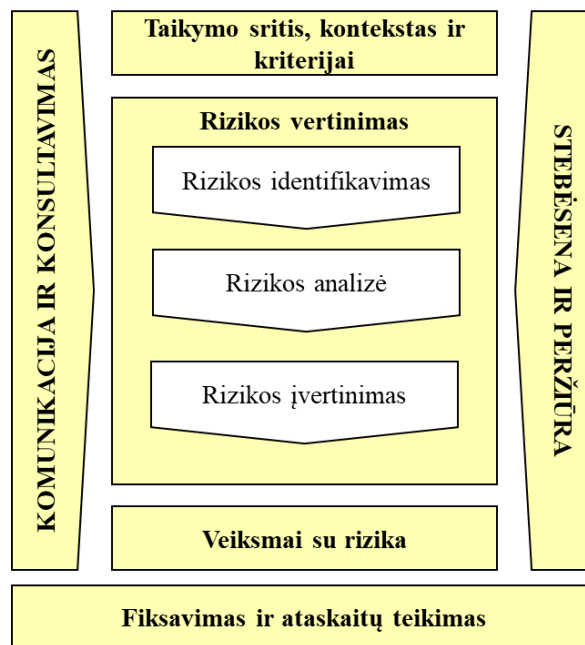 KOMUNIKACIJA IR KONSULTAVIMAS
Taikymo sritis, kontekstas ir
kriterijai
Rizikos vertinimas
Rizikos identifikavimas
Rizikos analizė
Rizikos įvertinimas
Veiksmai su rizika
STEBĖSENA IR PERŽIŪRA
Fiksavimas ir ataskaitų teikimas